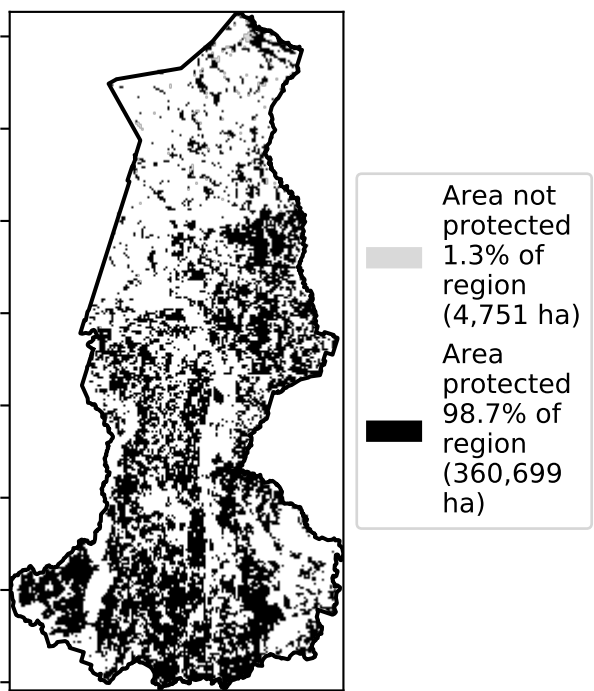 Area not
protected
1.3% of
region
(4,751 ha)
Area
protected
98.7% of
region
(360,699
ha)